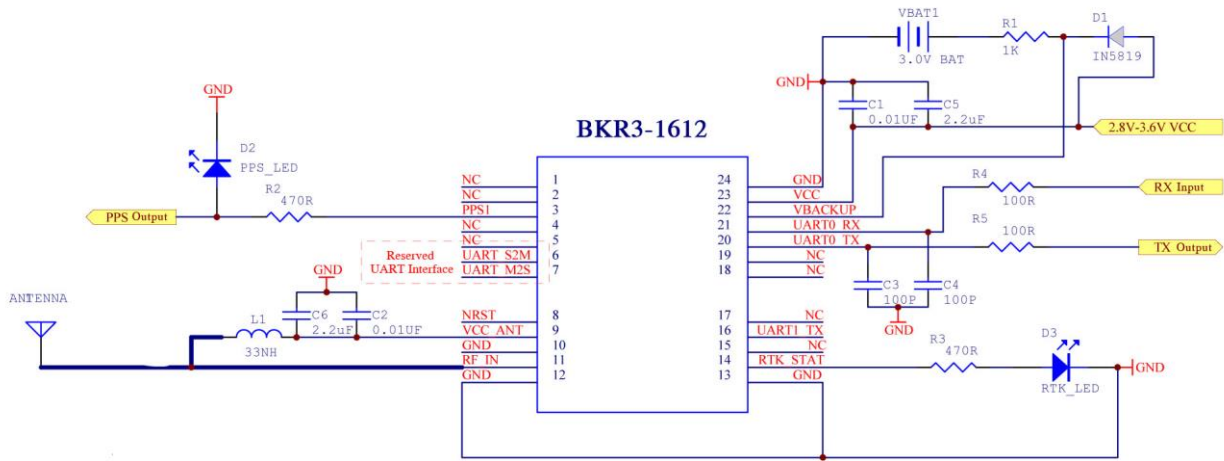 VBAT1
3.0V BAT
R1
1K
D1
IN5819
GND
C1
0.01UF
C5
2.2uF
2.8V-3.6V VCC
GND
D2
PPS_LED
R2
470R
PPS Output
BKR3-1612
NC 1
NC 2
PPS1 3
NC 4
NC 5
UART_S2M 6
UART_M2S 7
Reserved
UART Interface
NRST 8
VCC_ANT 9
GND 10
RF_IN 11
GND 12
24 GND
23 VCC
22 VBACKUP
21 UART0_RX
20 UART0_TX
19 NC
18 NC
17 NC
16 UART1_TX
15 NC
14 RTK_STAT
13 GND
R4
100R
RX Input
R5
100R
TX Output
C3
100P
C4
100P
GND
ANTENNA
L1
33NH
GND
C6
2.2uF
C2
0.01UF
R3
470R
D3
RTK_LED
GND